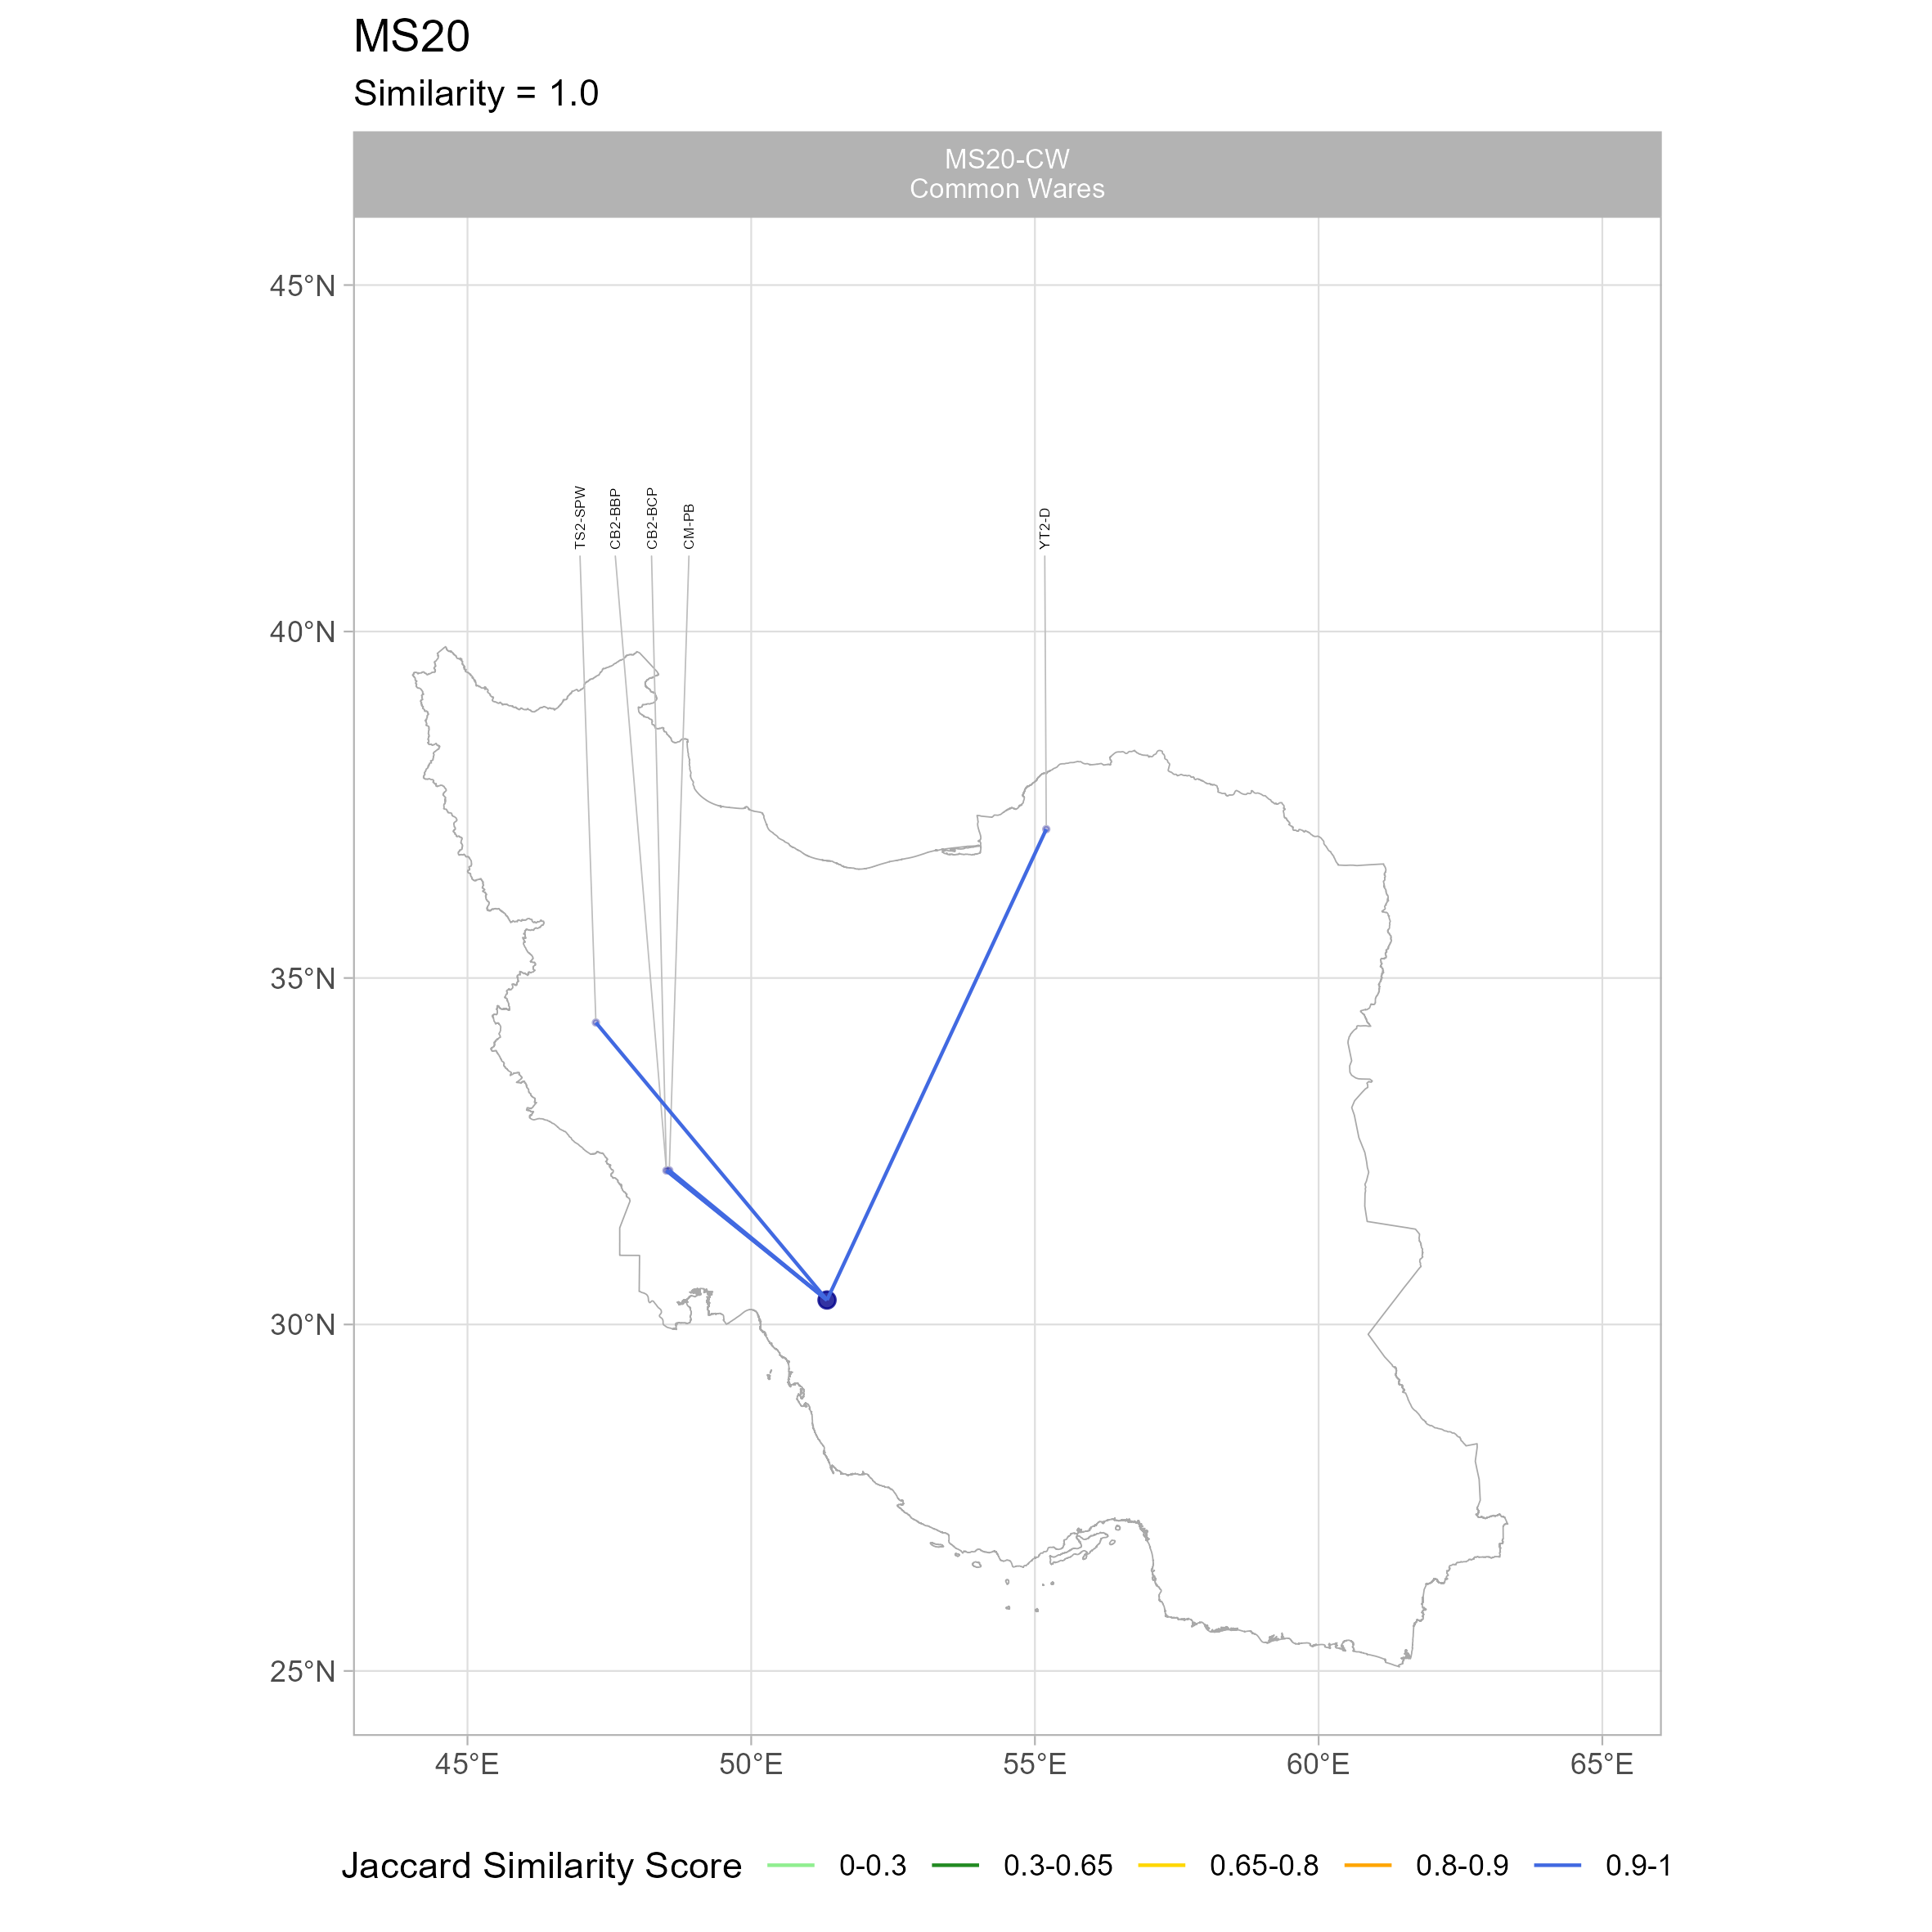 MS20
Similarity = 1.0
MS20-CW
Common Wares
45°N
TS2-SPW
CB2-BBP
CB2-BCP
CM-PB
YT2-D
40°N
35°N
30°N
25°N
45°E 50°E 55°E 60°E 65°E
Jaccard Similarity Score 0-0.3 0.3-0.65 0.65-0.8 0.8-0.9 0.9-1